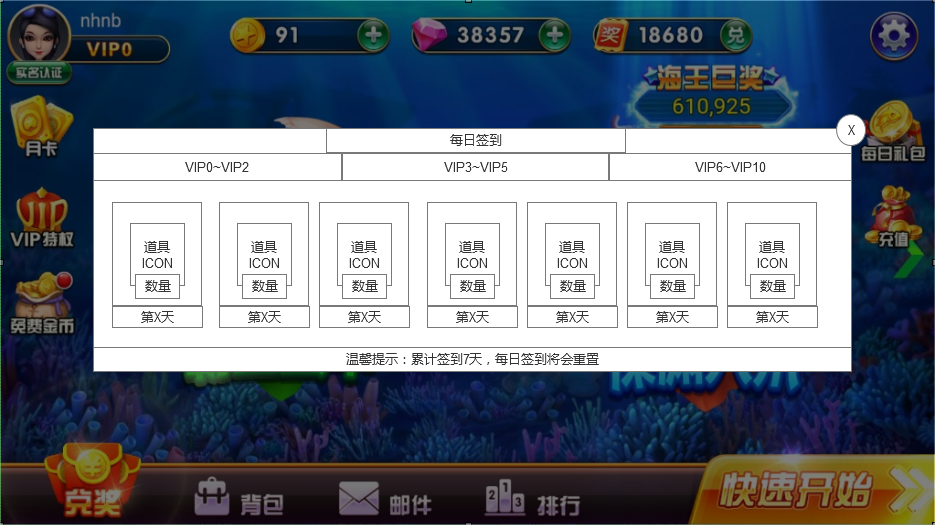 nhnb
VIP0
实名认证
91
38357
奖
18680
兑
海王巨奖
610,925
月卡
每日礼包
VIP
VIP特权
充值
免费金币
每日签到
X
VIP0~VIP2
VIP3~VIP5
VIP6~VIP10
道具
ICON
数量
第X天
道具
ICON
数量
第X天
道具
ICON
数量
第X天
道具
ICON
数量
第X天
道具
ICON
数量
第X天
道具
ICON
数量
第X天
道具
ICON
数量
第X天
温馨提示：累计签到7天，每日签到将会重置
兑奖
背包
邮件
2 1 3
排行
快速开始